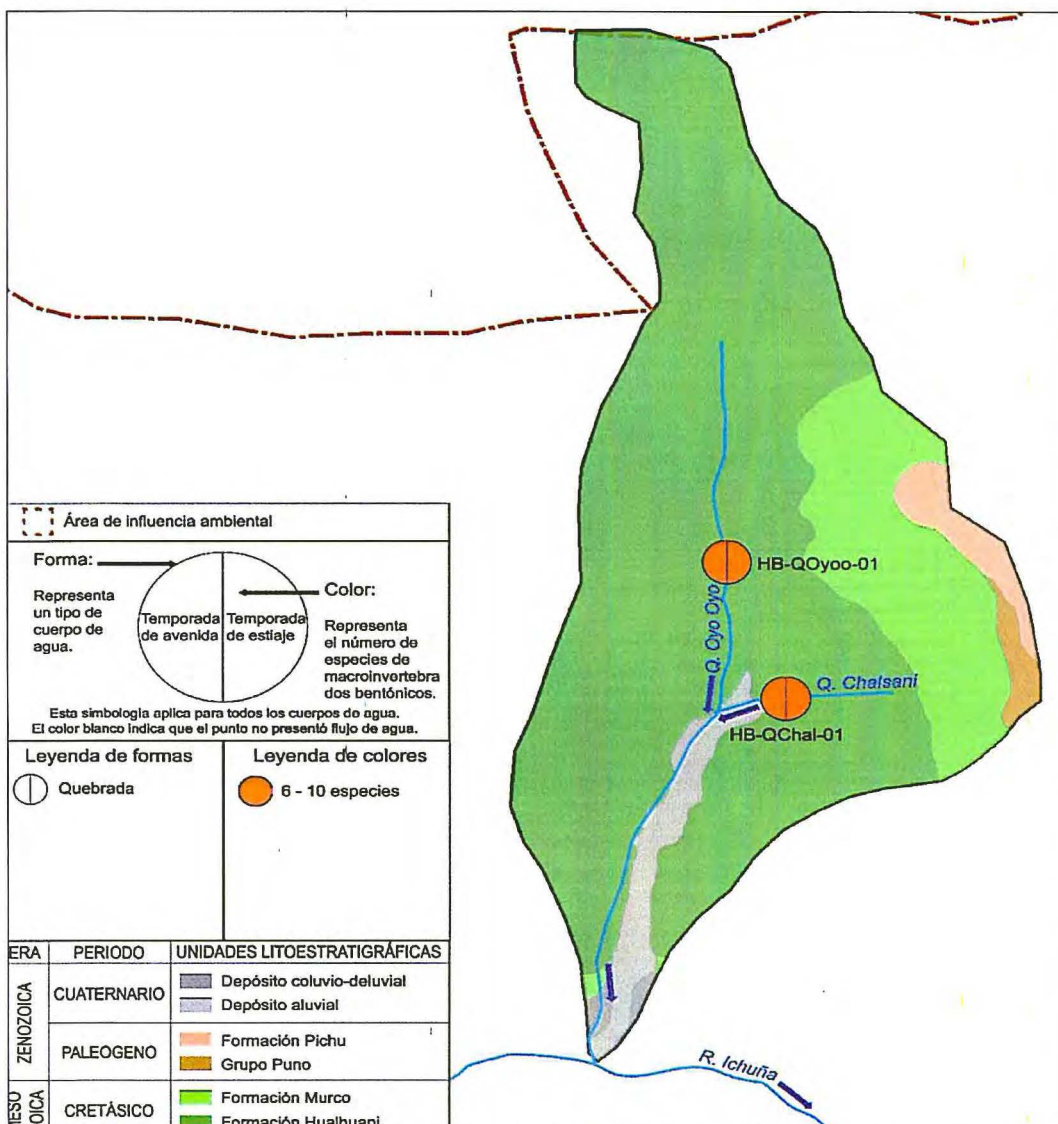 HB-QOyoo-01
Q. Oyo Oyo
Q. Chalsani
HB-QChal-01
R. Ichuña
Área de influencia ambiental
Forma:
Representa
un tipo de
cuerpo de
agua.
Temporada
de avenida
Temporada
de estiaje
Color:
Representa
el número de
especies de
macroinvertebra
dos bentónicos.
Esta simbologia aplica para todos los cuerpos de agua.
El color blanco indica que el punto no presentó flujo de agua.
Leyenda de formas
Quebrada
Leyenda de colores
6 - 10 especies
ERA PERIODO UNIDADES LITOESTRATIGRÁFICAS
ZENOZOICA
CUATERNARIO
Depósito coluvio-deluvial
Depósito aluvial
PALEOGENO
Formación Pichu
Grupo Puno
CRETÁSICO
Formación Murco
Formación Hualhuani